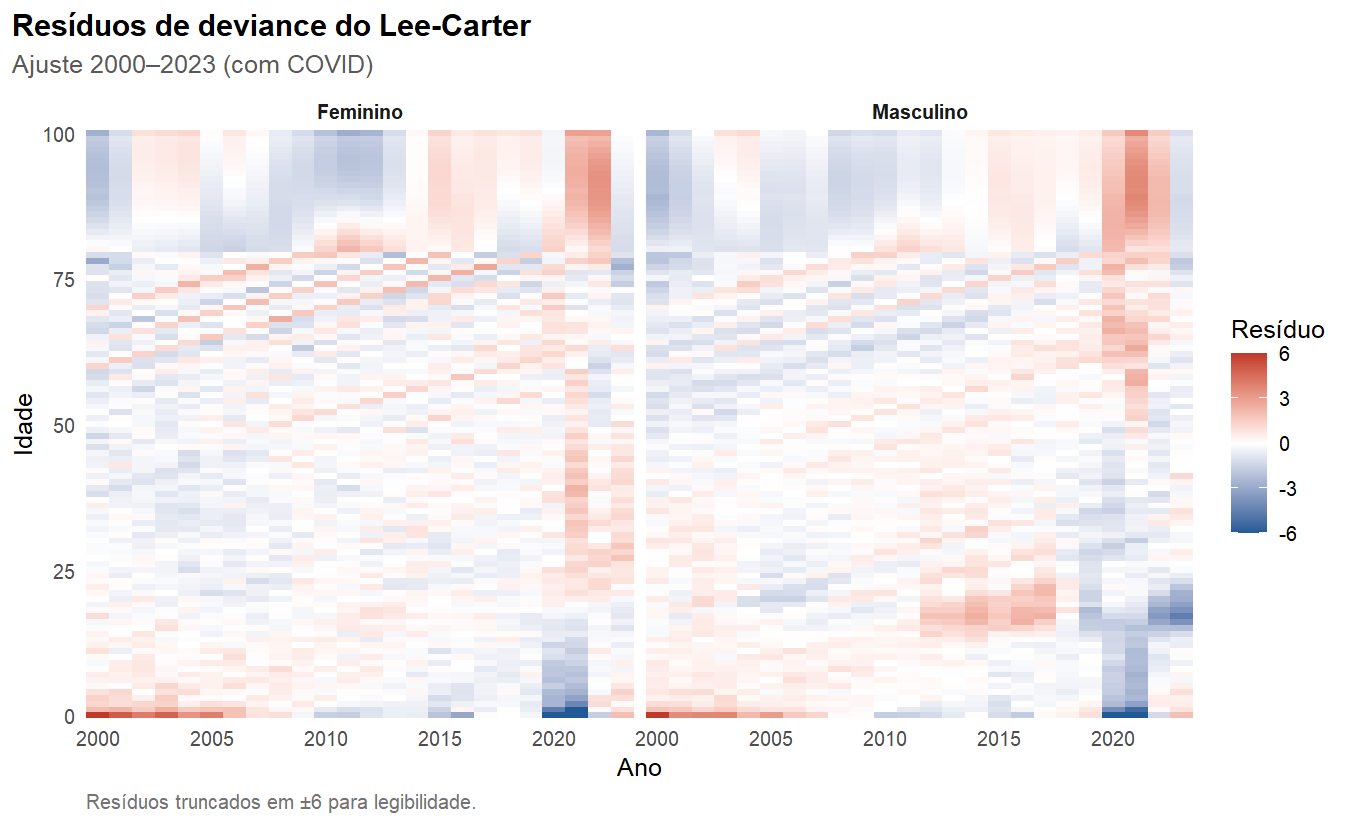 Resíduos de deviance do Lee-Carter
Ajuste 2000–2023 (com COVID)
Feminino
Masculino
100
75
50
25
0
Idade
2000
2005
2010
2015
2020
2000
2005
2010
2015
2020
Ano
Resíduo
6
3
0
-3
-6
Resíduos truncados em ±6 para legibilidade.